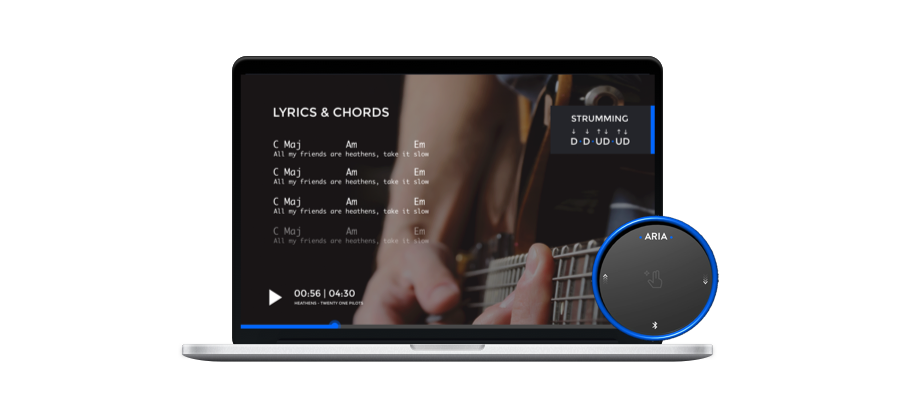 LYRICS & CHORDS
C Maj Am Em
All my friends are heathens, take it slow
C Maj Am Em
All my friends are heathens, take it slow
C Maj Am Em
All my friends are heathens, take it slow
C Maj Am Em
All my friends are heathens, take it slow
00:56 | 04:30
HEATHENS - TWENTY ONE PILOTS
STRUMMING
↓ ↓ ↑↓ ↑↓
D·D·UD·UD
ARIA